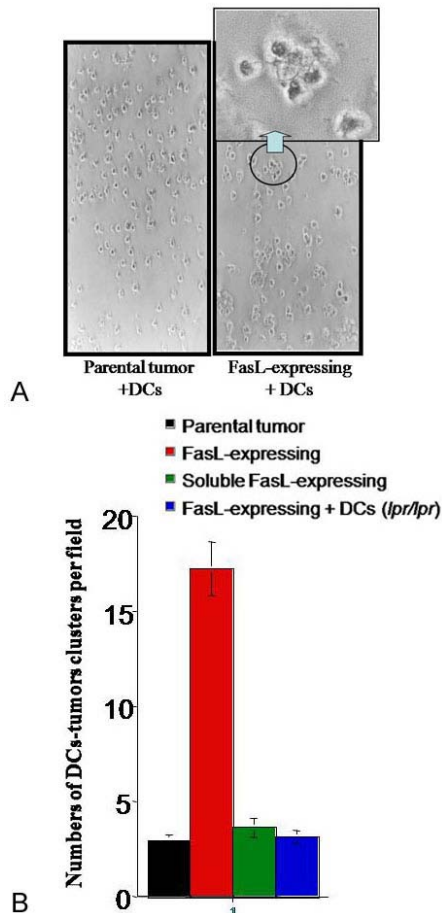 Parental tumor
+DCs
FasL-expressing
+ DCs
A
Parental tumor
FasL-expressing
Soluble FasL-expressing
FasL-expressing + DCs (lpr/lpr)
Numbers of DCs-tumors clusters per field
20
15
10
5
0
1
B